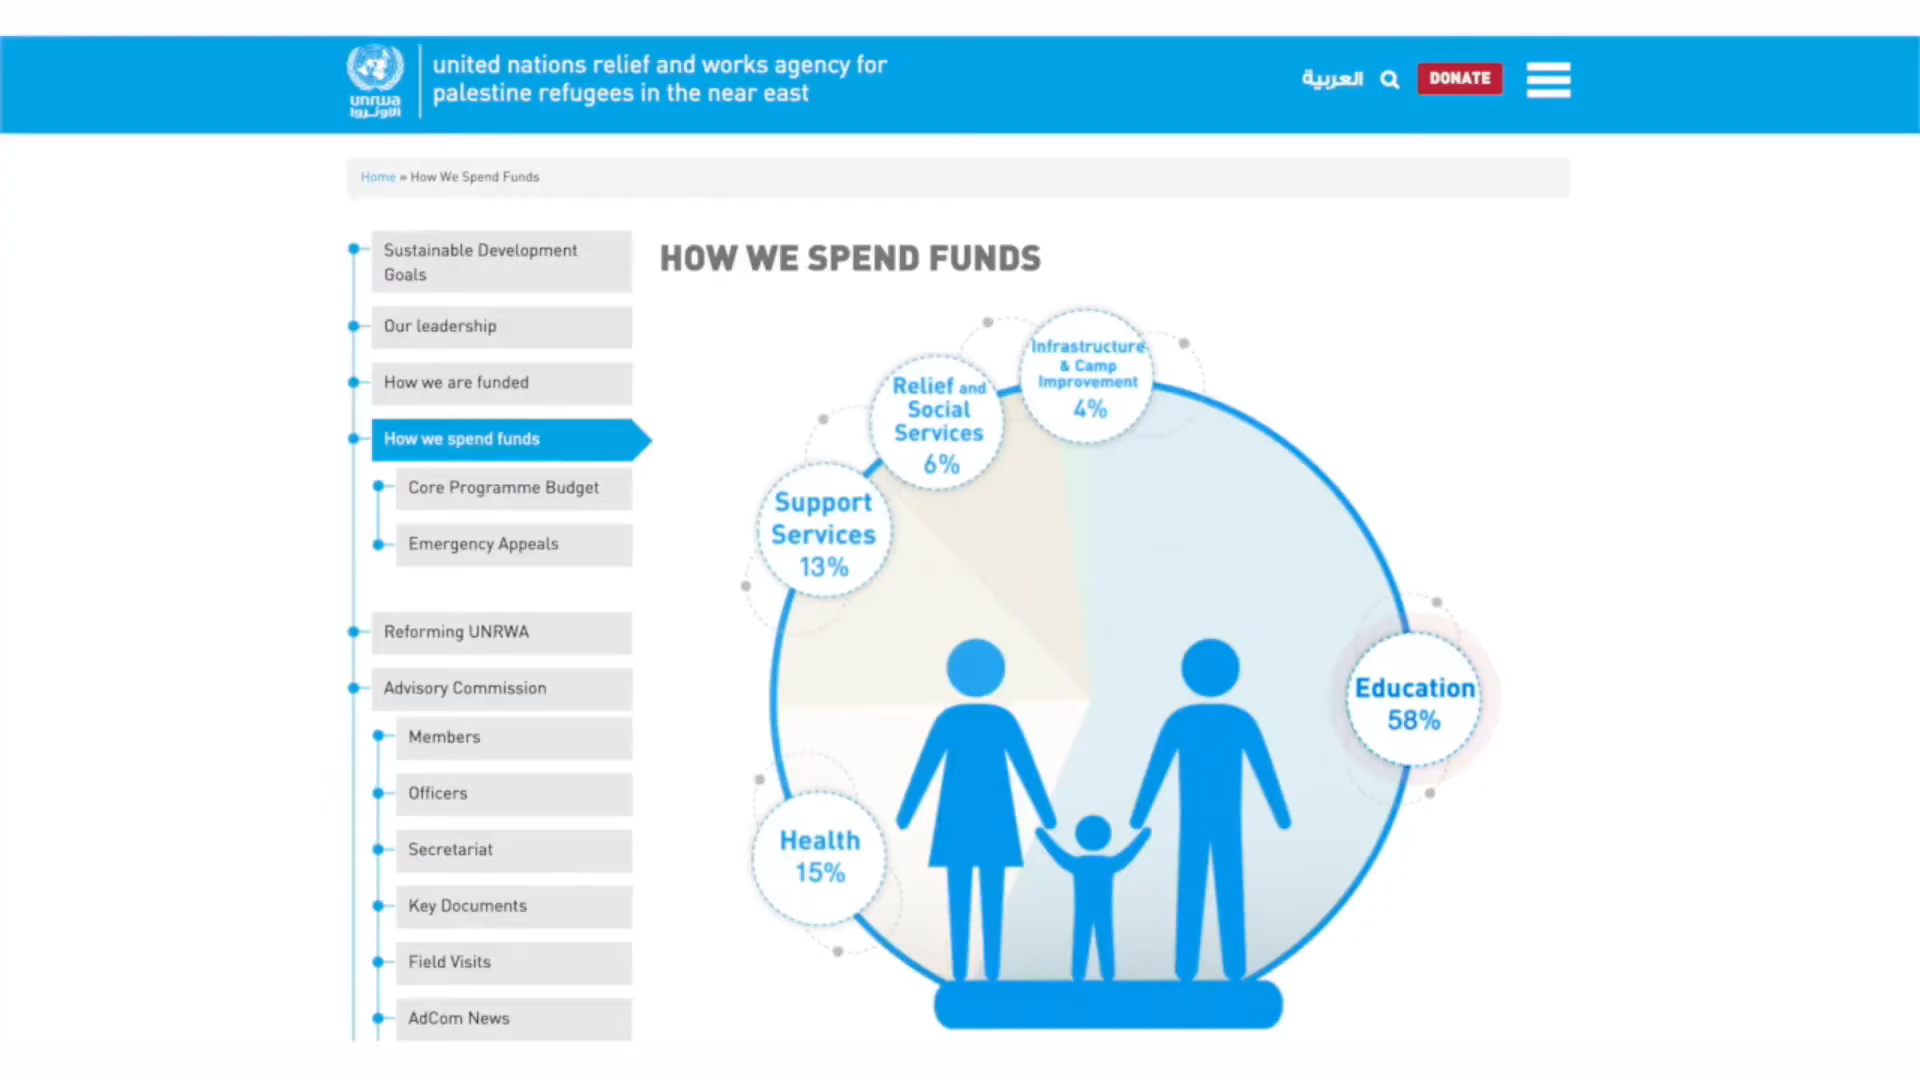 unrwa
الأونروا
united nations relief and works agency for
palestine refugees in the near east
العربية
DONATE
Home » How We Spend Funds
Sustainable Development
Goals
Our leadership
How we are funded
How we spend funds
Core Programme Budget
Emergency Appeals
Reforming UNRWA
Advisory Commission
Members
Officers
Secretariat
Key Documents
Field Visits
AdCom News
HOW WE SPEND FUNDS
Infrastructure
& Camp
Improvement
4%
Relief and
Social
Services
6%
Support
Services
13%
Education
58%
Health
15%